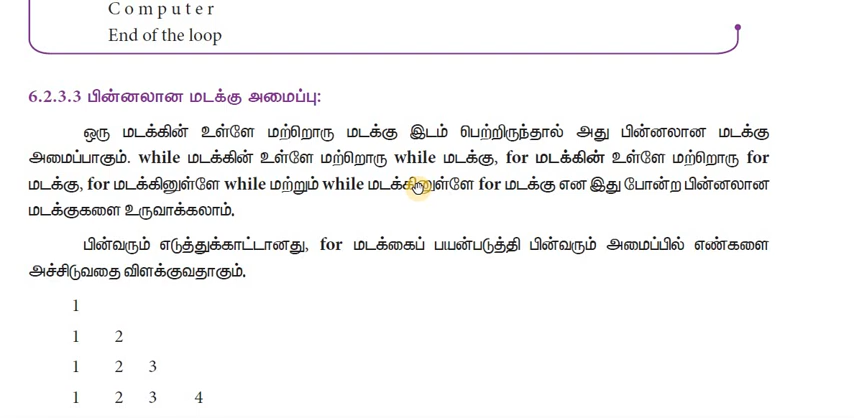 C o m p u t e r
End of the loop
6.2.3.3 பின்னலான மடக்கு அமைப்பு:
ஒரு மடக்கின் உள்ளே மற்றொரு மடக்கு இடம் பெற்றிருந்தால் அது பின்னலான மடக்கு
அமைப்பாகும். while மடக்கின் உள்ளே மற்றொரு while மடக்கு, for மடக்கின் உள்ளே மற்றொரு for
மடக்கு, for மடக்கினுள்ளே while மற்றும் while மடக்கினுள்ளே for மடக்கு என இது போன்ற பின்னலான
மடக்குகளை உருவாக்கலாம்.
பின்வரும் எடுத்துக்காட்டானது, for மடக்கைப் பயன்படுத்தி பின்வரும் அமைப்பில் எண்களை
அச்சிடுவதை விளக்குவதாகும்.
1
1 2
1 2 3
1 2 3 4